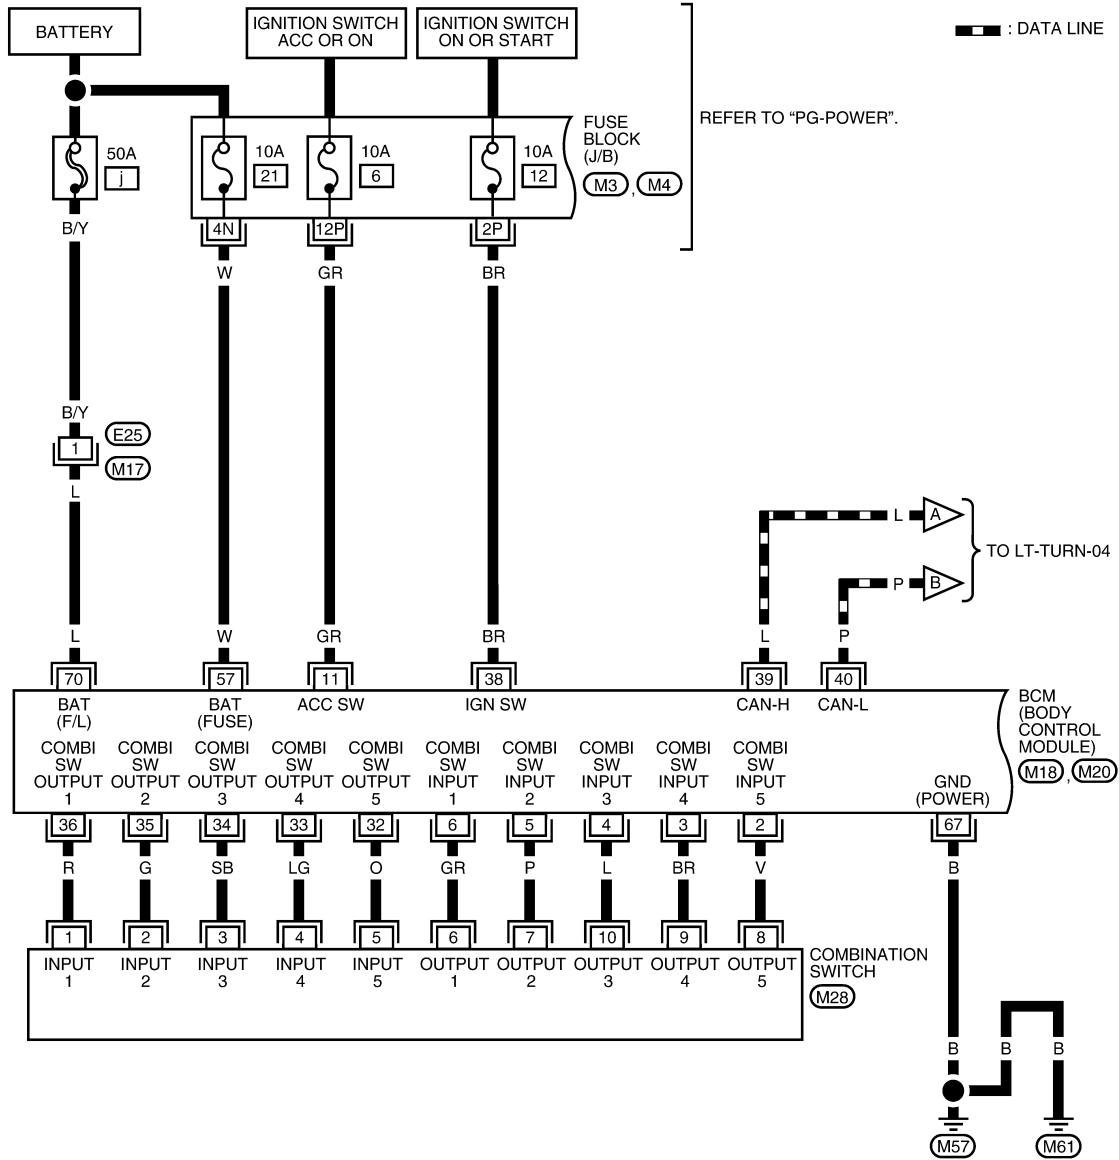 BATTERY
IGNITION SWITCH
ACC OR ON
IGNITION SWITCH
ON OR START
: DATA LINE
REFER TO “PG-POWER”.
50A
j
10A
21
10A
6
10A
12
FUSE
BLOCK
(J/B)
M3 , M4
4N
12P
2P
B/Y
W
GR
BR
B/Y
1
E25
M17
L
L
A
P
B
TO LT-TURN-04
L
W
GR
BR
L
P
70
57
11
38
39
40
BAT
(F/L)
BAT
(FUSE)
ACC SW
IGN SW
CAN-H
CAN-L
BCM
(BODY
CONTROL
MODULE)
M18 , M20
COMBI
SW
OUTPUT
1
COMBI
SW
OUTPUT
2
COMBI
SW
OUTPUT
3
COMBI
SW
OUTPUT
4
COMBI
SW
OUTPUT
5
COMBI
SW
INPUT
1
COMBI
SW
INPUT
2
COMBI
SW
INPUT
3
COMBI
SW
INPUT
4
COMBI
SW
INPUT
5
GND
(POWER)
36
35
34
33
32
6
5
4
3
2
67
R
G
SB
LG
O
GR
P
L
BR
V
B
1
2
3
4
5
6
7
10
9
8
INPUT
1
INPUT
2
INPUT
3
INPUT
4
INPUT
5
OUTPUT
1
OUTPUT
2
OUTPUT
3
OUTPUT
4
OUTPUT
5
COMBINATION
SWITCH
M28
B
B
B
M57
M61